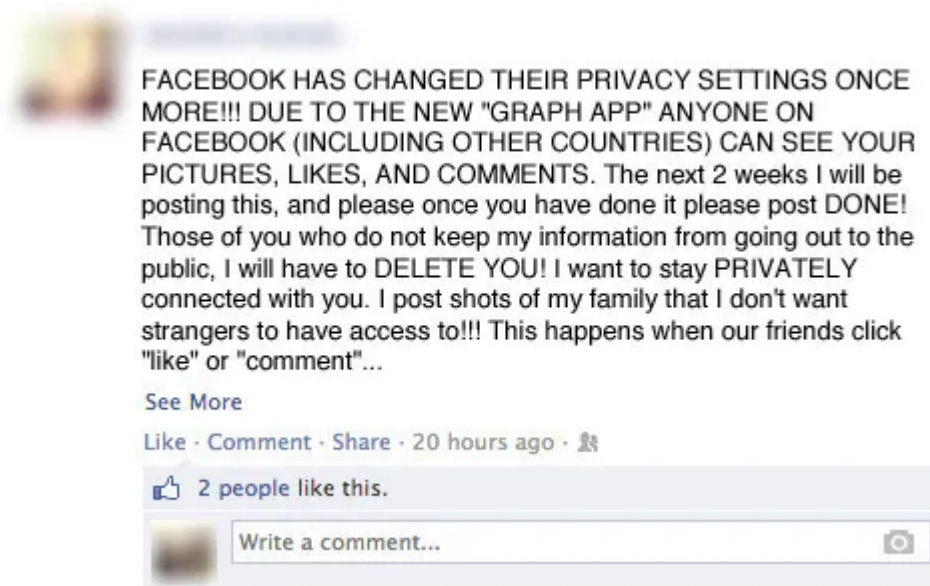 FACEBOOK HAS CHANGED THEIR PRIVACY SETTINGS ONCE
MORE!!! DUE TO THE NEW "GRAPH APP" ANYONE ON
FACEBOOK (INCLUDING OTHER COUNTRIES) CAN SEE YOUR
PICTURES, LIKES, AND COMMENTS. The next 2 weeks I will be
posting this, and please once you have done it please post DONE!
Those of you who do not keep my information from going out to the
public, I will have to DELETE YOU! I want to stay PRIVATELY
connected with you. I post shots of my family that I don't want
strangers to have access to!!! This happens when our friends click
"like" or "comment"...
See More
Like · Comment · Share · 20 hours ago ·
2 people like this.
Write a comment...